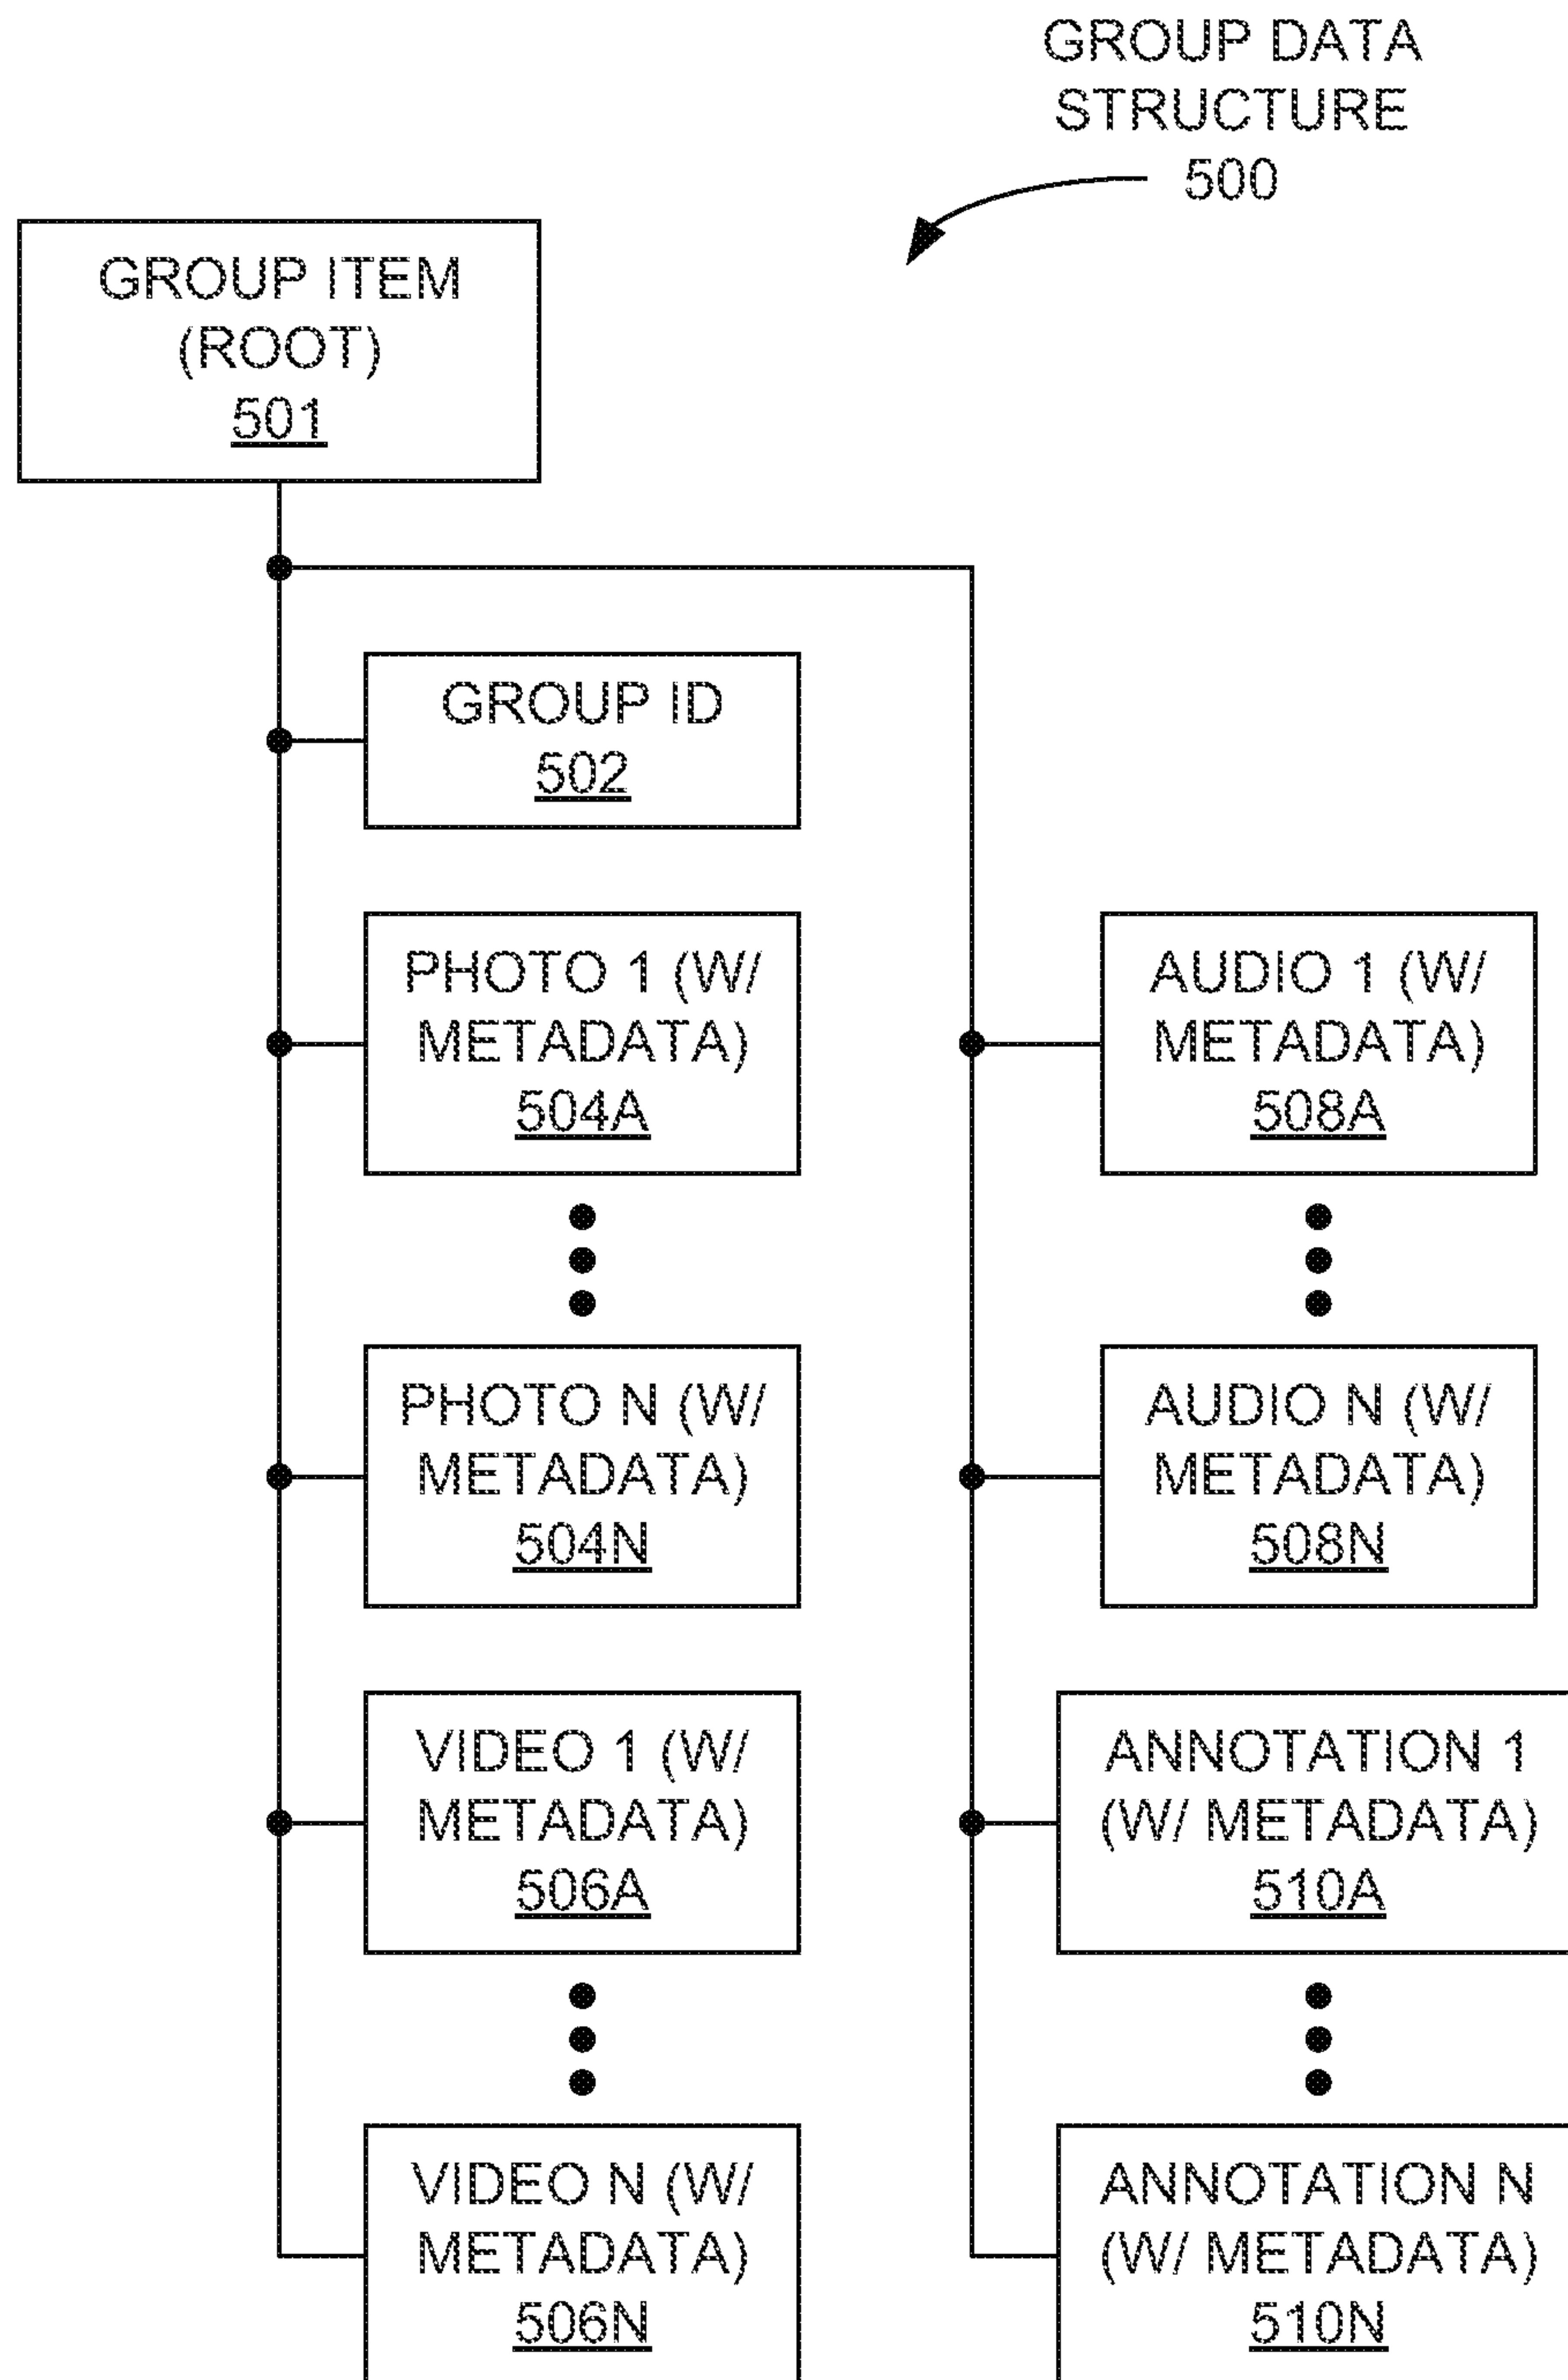 GROUP DATA
STRUCTURE
500
GROUP ITEM
(ROOT)
501
GROUP ID
502
PHOTO 1 (W/
METADATA)
504A
PHOTO N (W/
METADATA)
504N
VIDEO 1 (W/
METADATA)
506A
VIDEO N (W/
METADATA)
506N
AUDIO 1 (W/
METADATA)
508A
AUDIO N (W/
METADATA)
508N
ANNOTATION 1
(W/ METADATA)
510A
ANNOTATION N
(W/ METADATA)
510N